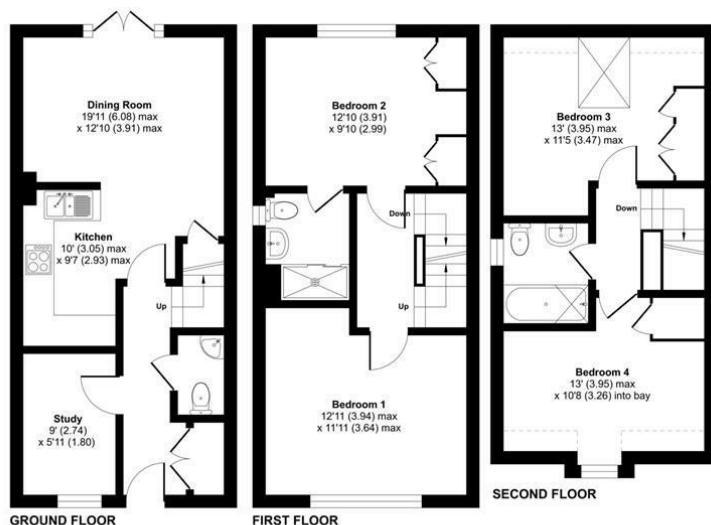 Dining Room
19'11 (6.08) max
x 12'10 (3.91) max
Kitchen
10' (3.05) max
x 9'7 (2.93) max
Up
Study
9' (2.74)
x 5'11 (1.80)
GROUND FLOOR
Bedroom 2
12'10 (3.91)
x 9'10 (2.99)
Down
Up
Bedroom 1
12'11 (3.94) max
x 11'11 (3.64) max
FIRST FLOOR
Bedroom 3
13' (3.95) max
x 11'5 (3.47) max
Down
Bedroom 4
13' (3.95) max
x 10'8 (3.26) into bay
SECOND FLOOR